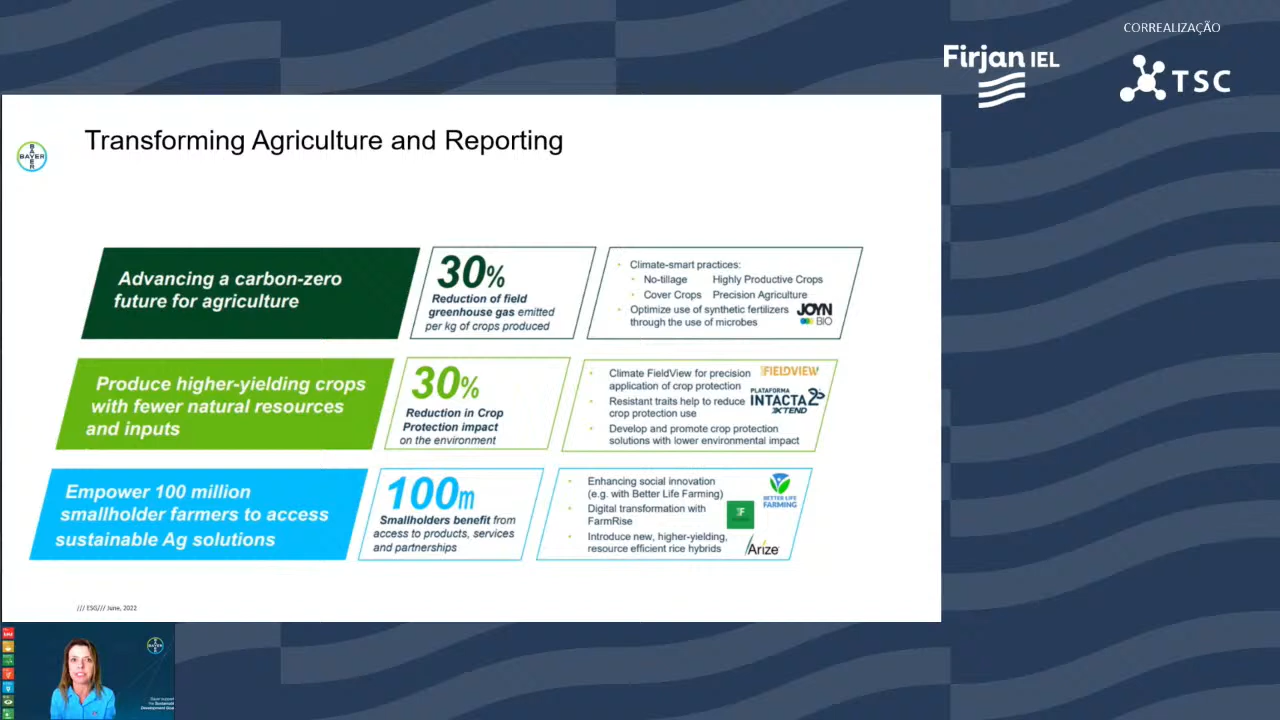 CORREALIZAÇÃO
Firjan IEL
TSC
Transforming Agriculture and Reporting
BAYER
BAYER
Advancing a carbon-zero
future for agriculture
30%
Reduction of field
greenhouse gas emitted
per kg of crops produced
• Climate-smart practices:
• No-tillage Highly Productive Crops
• Cover Crops Precision Agriculture
• Optimize use of synthetic fertilizers
through the use of microbes
JOYN
BIO
Produce higher-yielding crops
with fewer natural resources
and inputs
30%
Reduction in Crop
Protection impact
on the environment
• Climate FieldView for precision
application of crop protection
FIELDVIEW
• Resistant traits help to reduce
crop protection use
PLATAFORMA
INTACTA2
XTEND
• Develop and promote crop protection
solutions with lower environmental impact
Empower 100 million
smallholder farmers to access
sustainable Ag solutions
100m
Smallholders benefit from
access to products, services
and partnerships
• Enhancing social innovation
(e.g. with Better Life Farming)
BETTER LIFE
FARMING
• Digital transformation with
FarmRise
• Introduce new, higher-yielding,
resource efficient rice hybrids
Arize
/// ESG/// June, 2022
BAYER